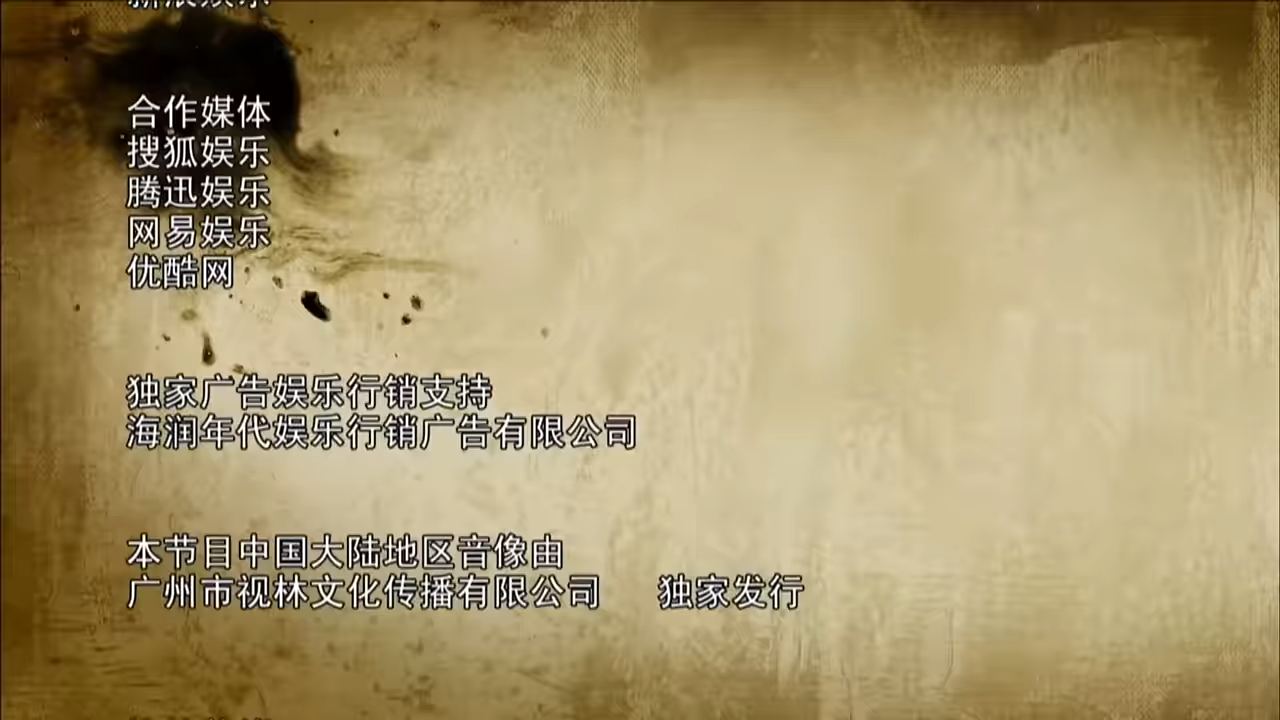 合作媒体
搜狐娱乐
腾迅娱乐
网易娱乐
优酷网
独家广告娱乐行销支持
海润年代娱乐行销广告有限公司
本节目中国大陆地区音像由
广州市视林文化传播有限公司 独家发行